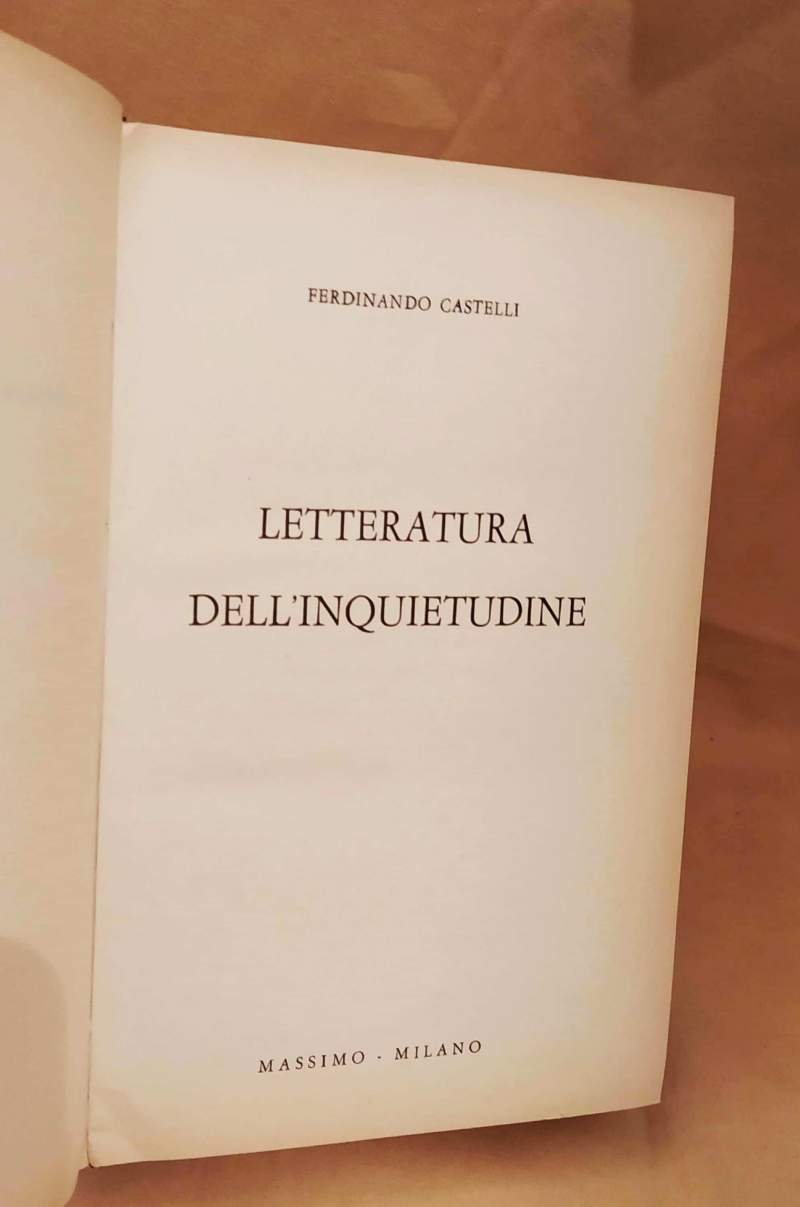 FERDINANDO CASTELLI
LETTERATURA
DELL'INQUIETUDINE
MASSIMO - MILANO